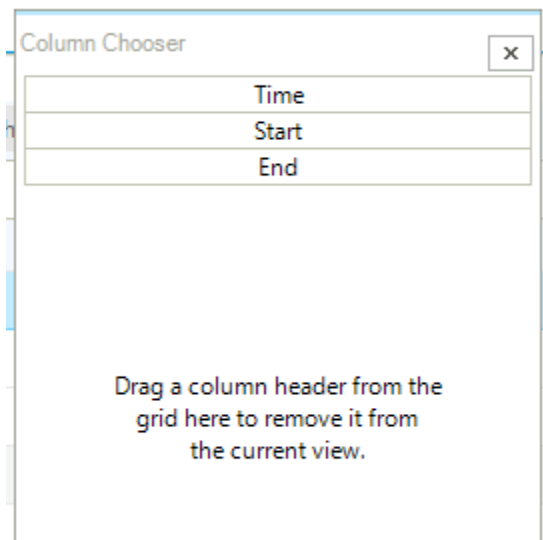 Column Chooser
×
Time
Start
End
Drag a column header from the
grid here to remove it from
the current view.